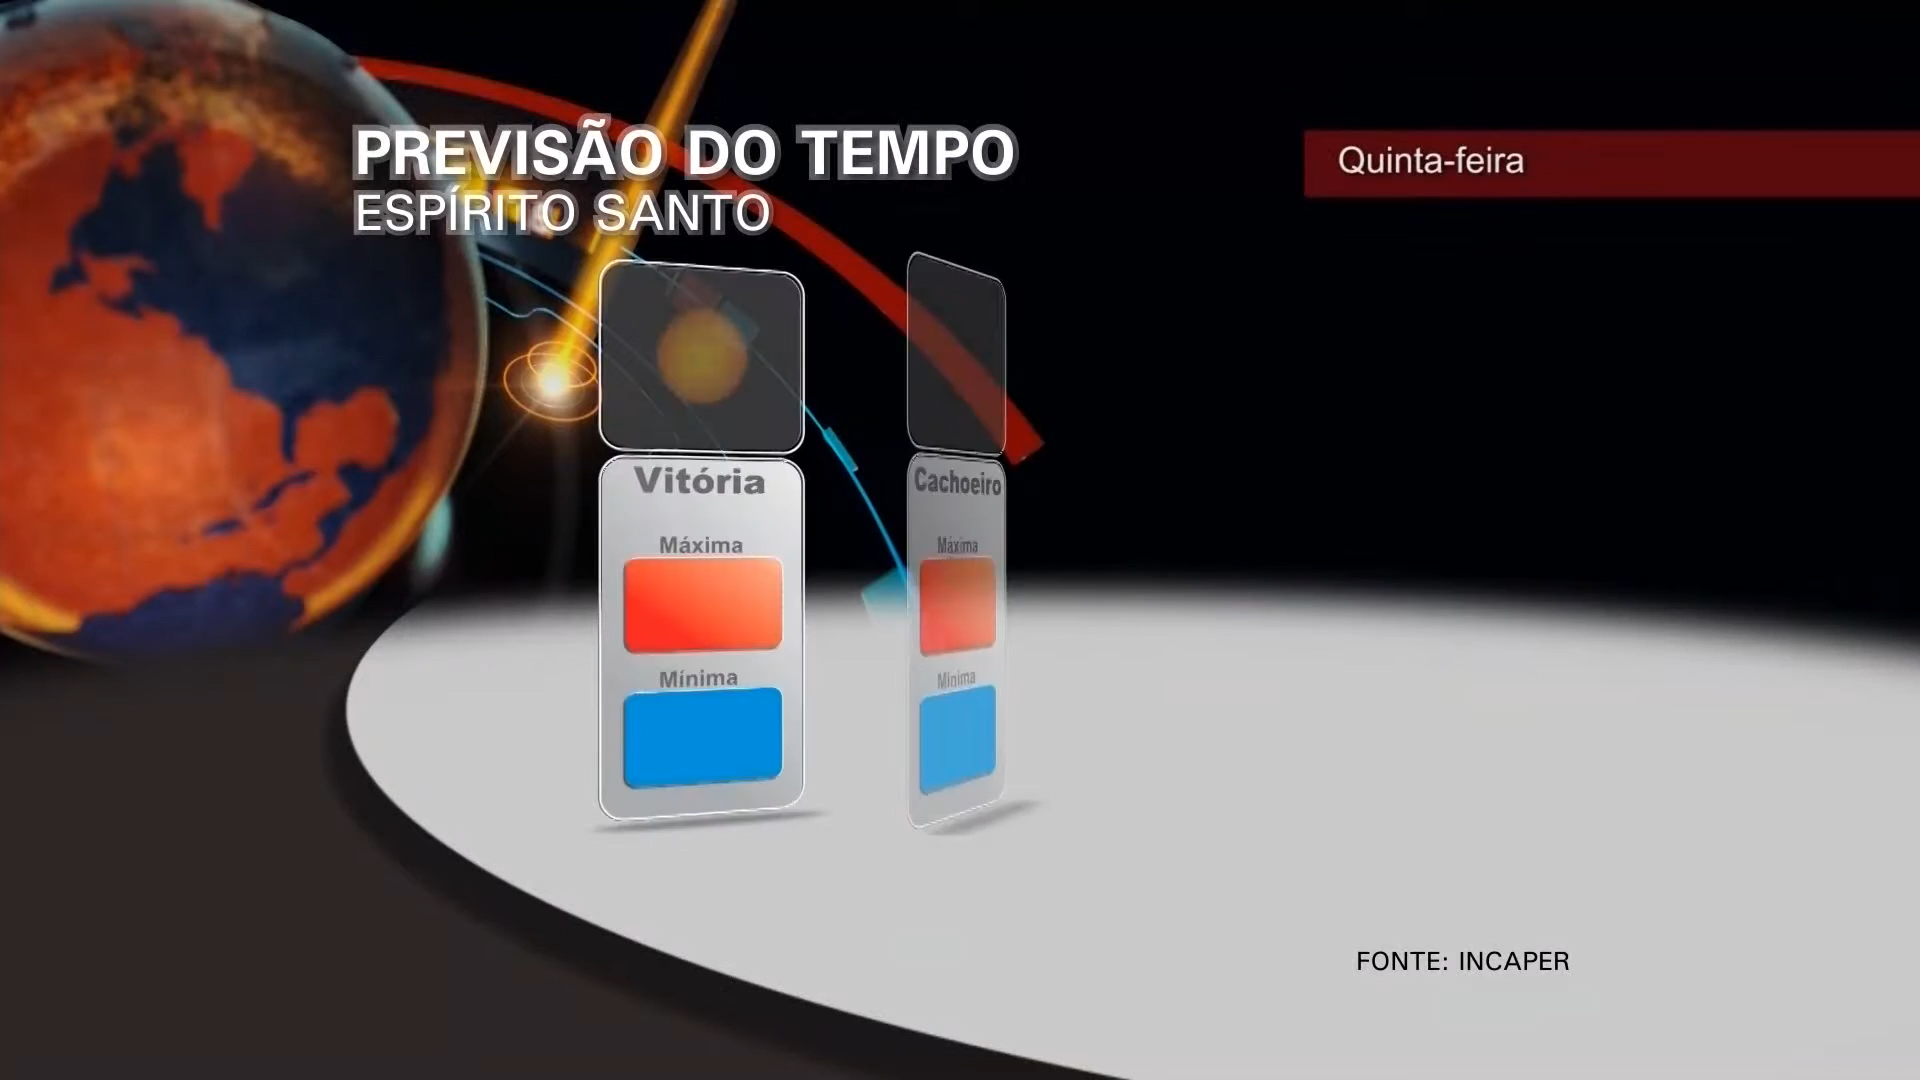 PREVISÃO DO TEMPO
ESPÍRITO SANTO
Quinta-feira
Vitória
Máxima
Mínima
Cachoeiro
Máxima
Mínima
FONTE: INCAPER